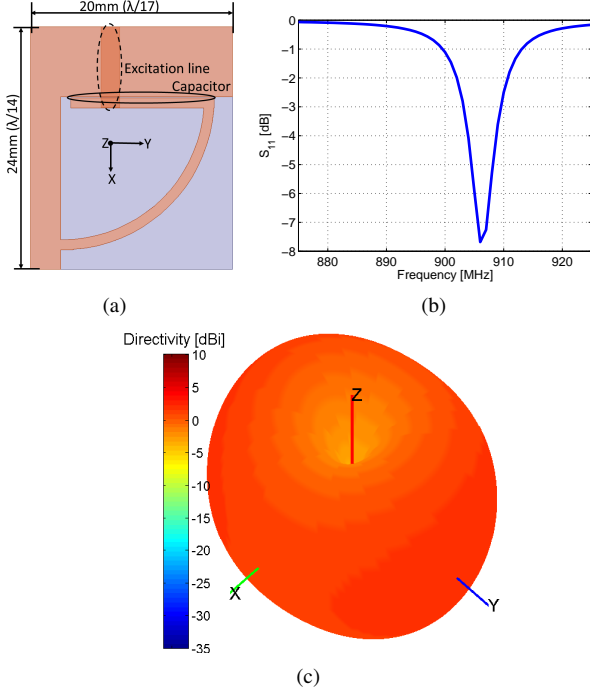 20mm (λ/17)
24mm (λ/14)
Excitation line
Capacitor
Z
Y
X
(a)
0
−1
−2
−3
−4
−5
−6
−7
−8
S11 [dB]
880
890
900
910
920
Frequency [MHz]
(b)
Directivity [dBi]
10
5
0
-5
-10
-15
-20
-25
-30
-35
Z
X
Y
(c)